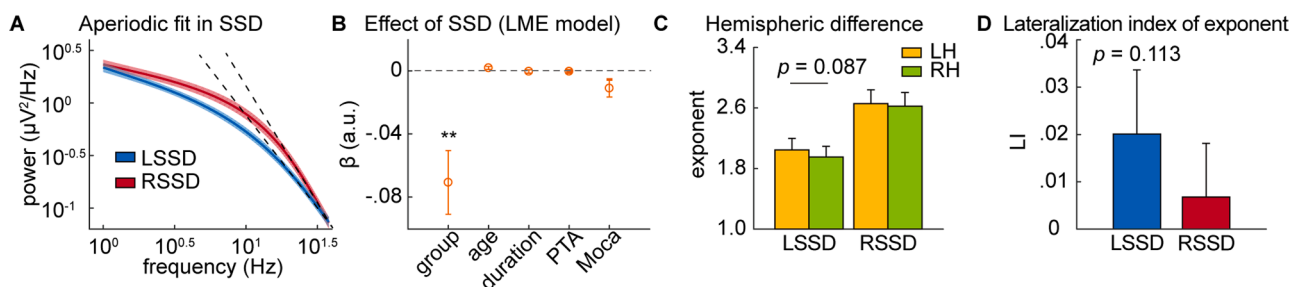 A Aperiodic fit in SSD
10^0.5
10^0
10^-0.5
10^-1
power (μV²/Hz)
LSSD
RSSD
10^0 10^0.5 10^1 10^1.5
frequency (Hz)
B Effect of SSD (LME model)
0
-.04
-.08
β (a.u.)
**
group age duration PTA Moca
C Hemispheric difference
3.4
2.6
1.8
1.0
exponent
LH
RH
p = 0.087
LSSD RSSD
D Lateralization index of exponent
.04
.03
.02
.01
0
LI
p = 0.113
LSSD RSSD